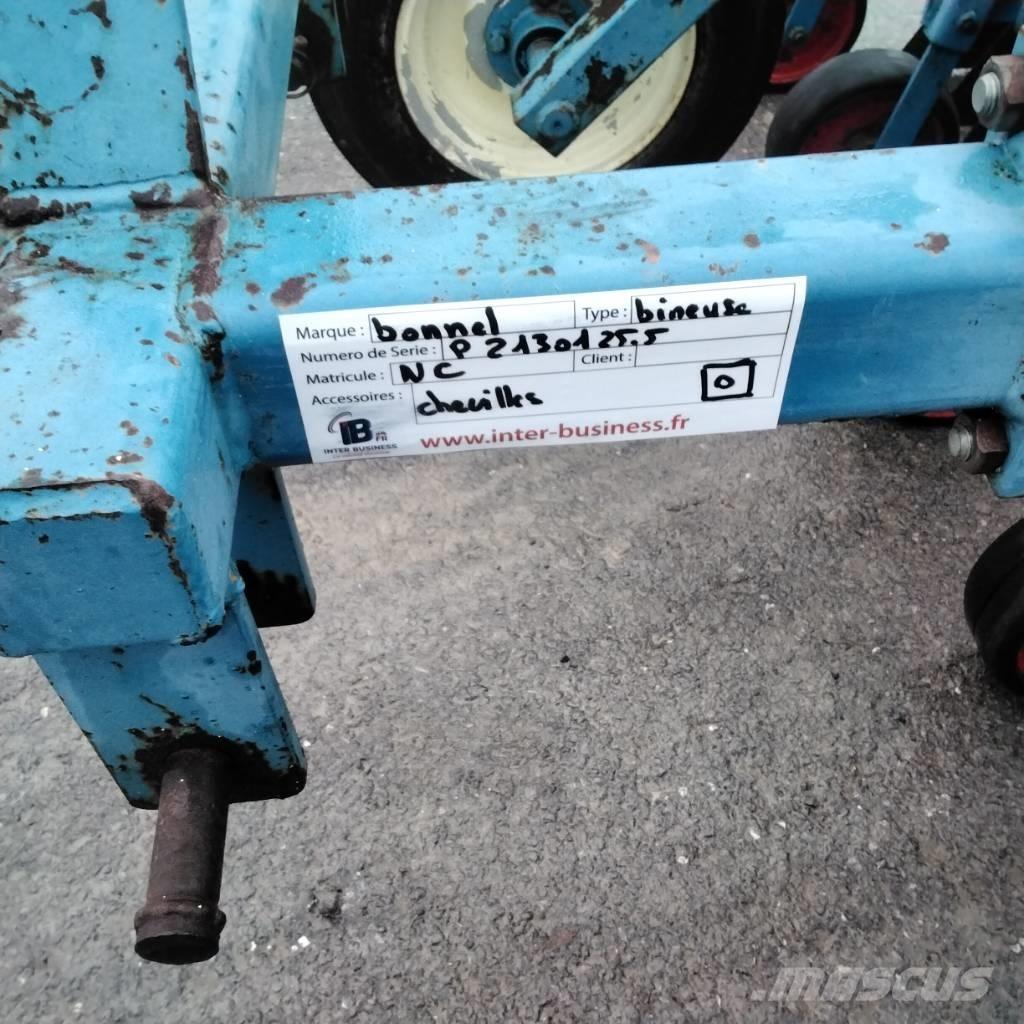 Marque : bonnel Type : bineuse
Numero de Serie : P 2130125.5
Matricule : NC Client :
Accessoires : chevilles
0
IB
INTER BUSINESS
www.inter-business.fr
mascus